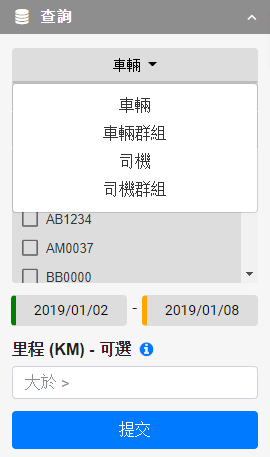 查詢
車輛
車輛
車輛群組
司機
司機群組
AB1234
AM0037
BB0000
2019/01/02 - 2019/01/08
里程 (KM) - 可選
大於 >
提交